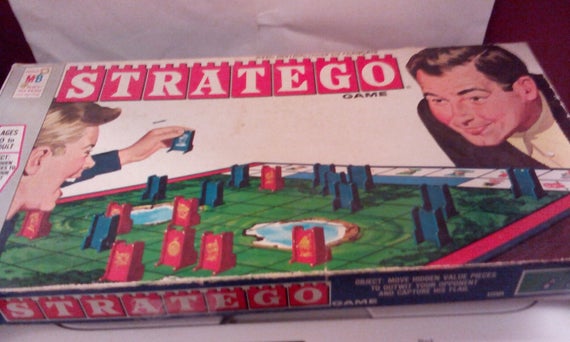 MB
STRATEGO
GAME
AGES
TO
ULT
STRATEGO
GAME
OBJECT: MOVE HIDDEN VALUE PIECES
TO OUTWIT YOUR OPPONENT
AND CAPTURE HIS FLAG.